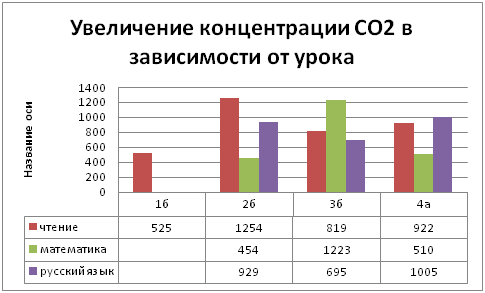 Увеличение концентрации СО2 в
зависимости от урока
Название оси
1400
1200
1000
800
600
400
200
0
1б 2б 3б 4а
чтение 525 1254 819 922
математика 454 1223 510
русский язык 929 695 1005